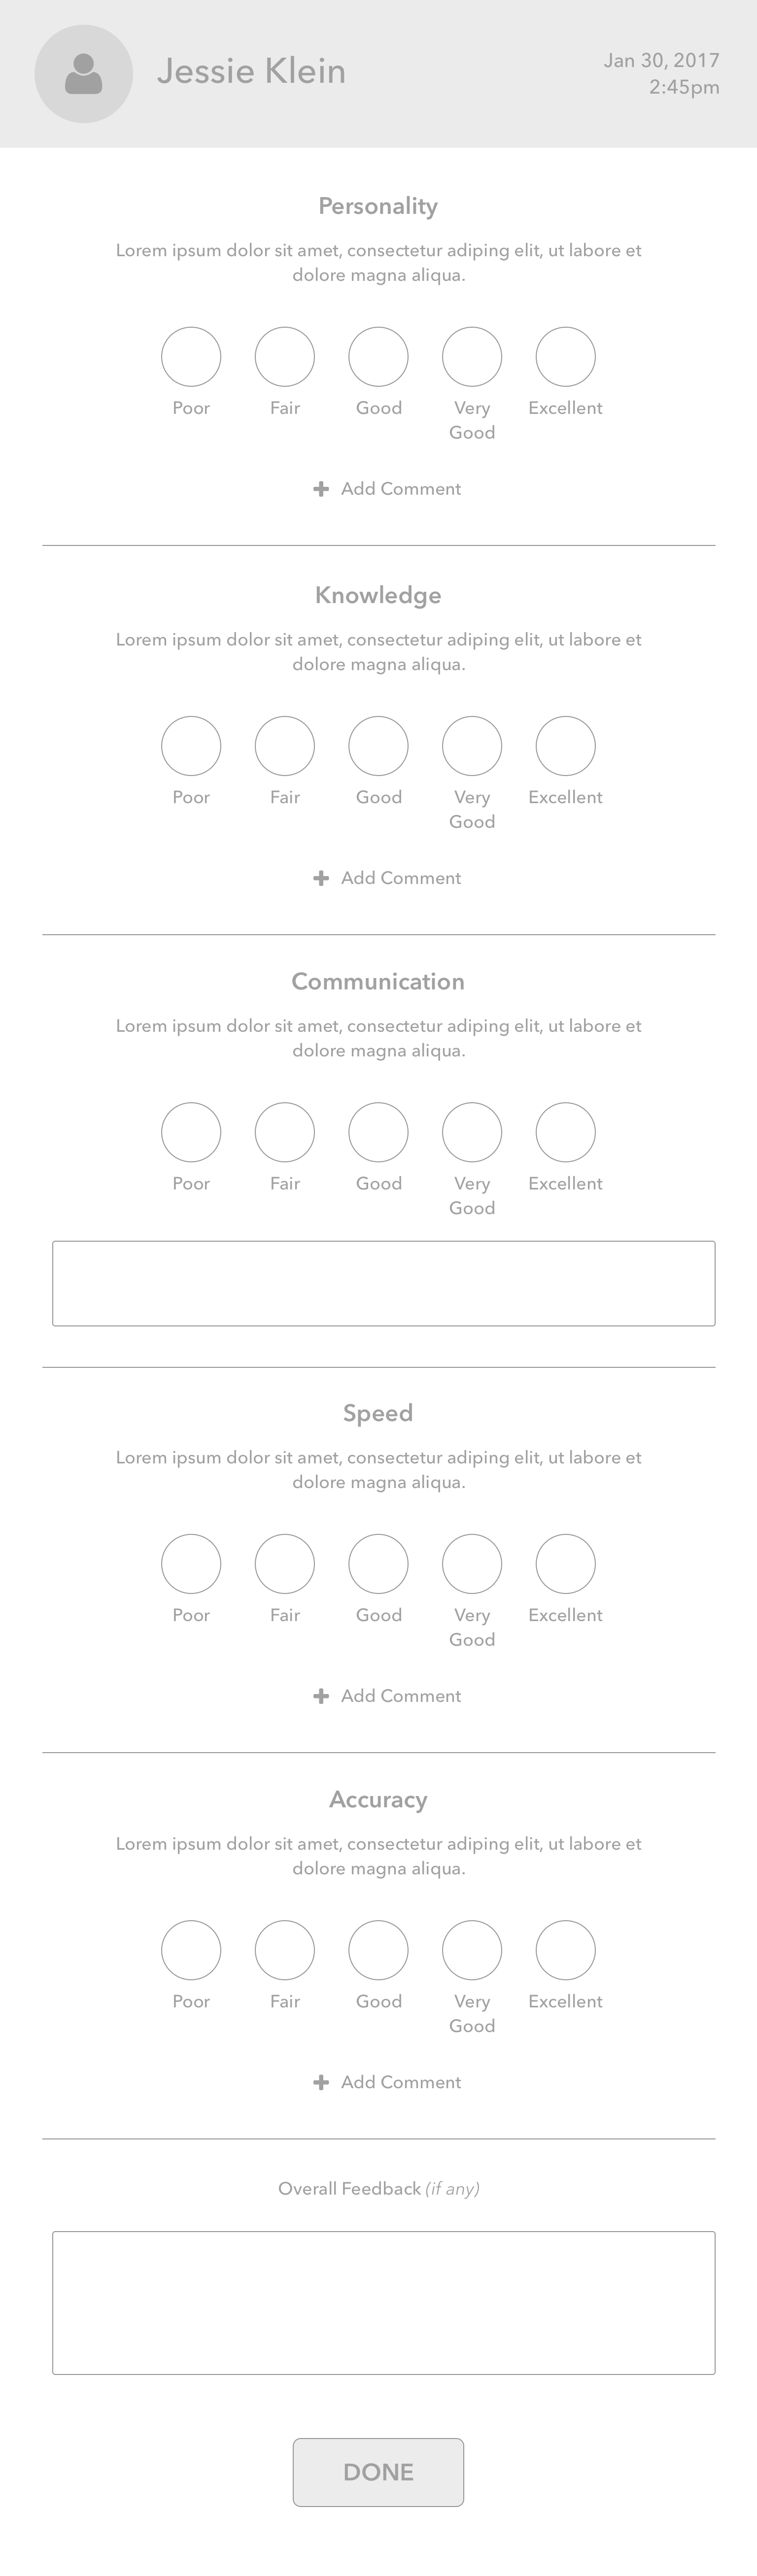 Jessie Klein
Jan 30, 2017
2:45pm
Personality
Lorem ipsum dolor sit amet, consectetur adiping elit, ut labore et
dolore magna aliqua.
Poor Fair Good Very Excellent
Good
Add Comment
Knowledge
Lorem ipsum dolor sit amet, consectetur adiping elit, ut labore et
dolore magna aliqua.
Poor Fair Good Very Excellent
Good
Add Comment
Communication
Lorem ipsum dolor sit amet, consectetur adiping elit, ut labore et
dolore magna aliqua.
Poor Fair Good Very Excellent
Good
Speed
Lorem ipsum dolor sit amet, consectetur adiping elit, ut labore et
dolore magna aliqua.
Poor Fair Good Very Excellent
Good
Add Comment
Accuracy
Lorem ipsum dolor sit amet, consectetur adiping elit, ut labore et
dolore magna aliqua.
Poor Fair Good Very Excellent
Good
Add Comment
Overall Feedback (if any)
DONE